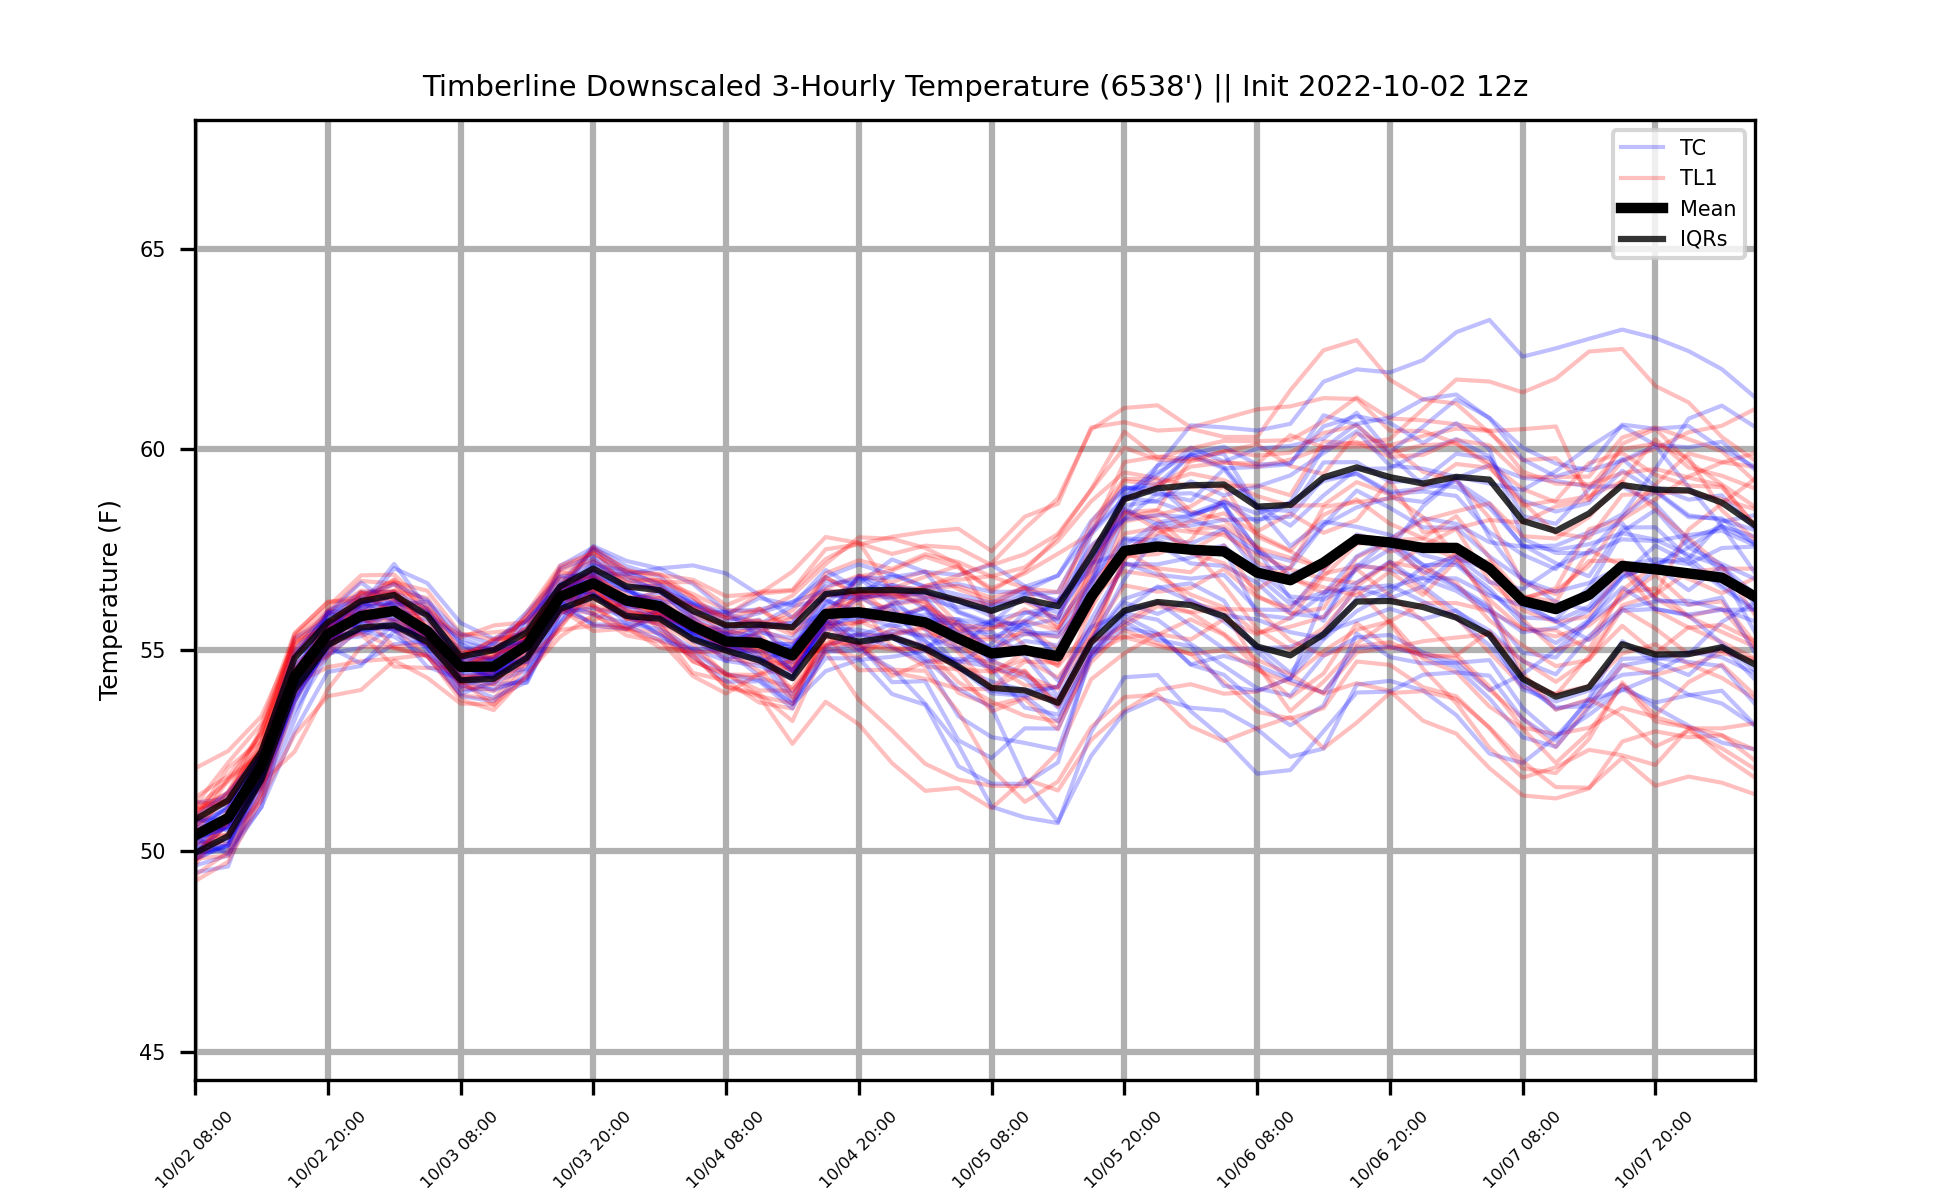 Timberline Downscaled 3-Hourly Temperature (6538') || Init 2022-10-02 12z
TC
TL1
Mean
IQRs
Temperature (F)
65
60
55
50
45
10/02 08:00
10/02 20:00
10/03 08:00
10/03 20:00
10/04 08:00
10/04 20:00
10/05 08:00
10/05 20:00
10/06 08:00
10/06 20:00
10/07 08:00
10/07 20:00